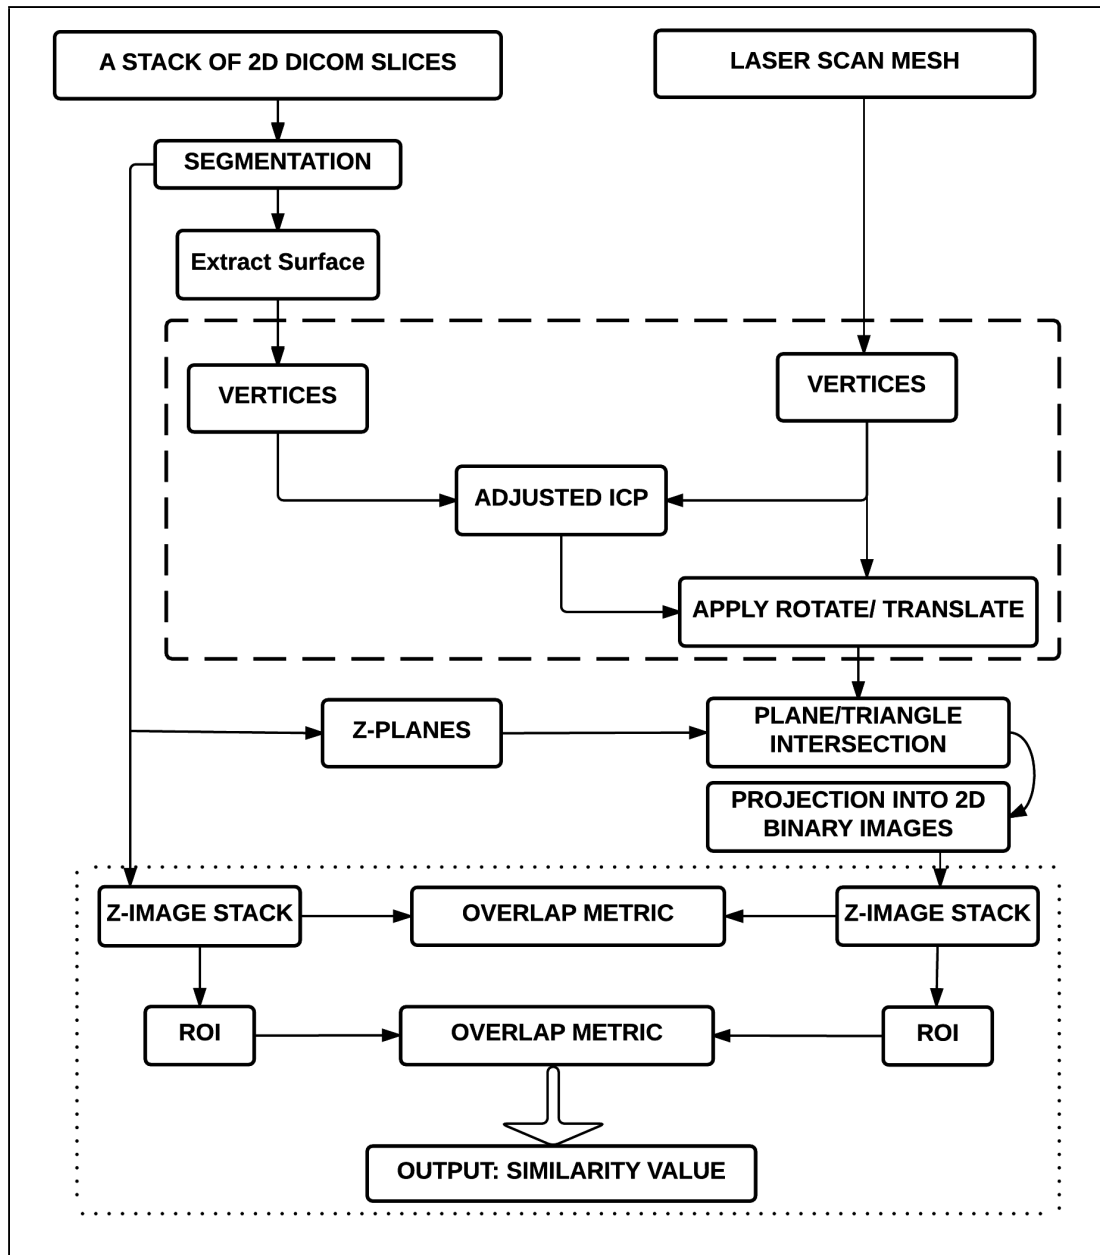 A STACK OF 2D DICOM SLICES
LASER SCAN MESH
SEGMENTATION
Extract Surface
VERTICES
VERTICES
ADJUSTED ICP
APPLY ROTATE/ TRANSLATE
Z-PLANES
PLANE/TRIANGLE
INTERSECTION
PROJECTION INTO 2D
BINARY IMAGES
Z-IMAGE STACK
OVERLAP METRIC
Z-IMAGE STACK
ROI
OVERLAP METRIC
ROI
OUTPUT: SIMILARITY VALUE